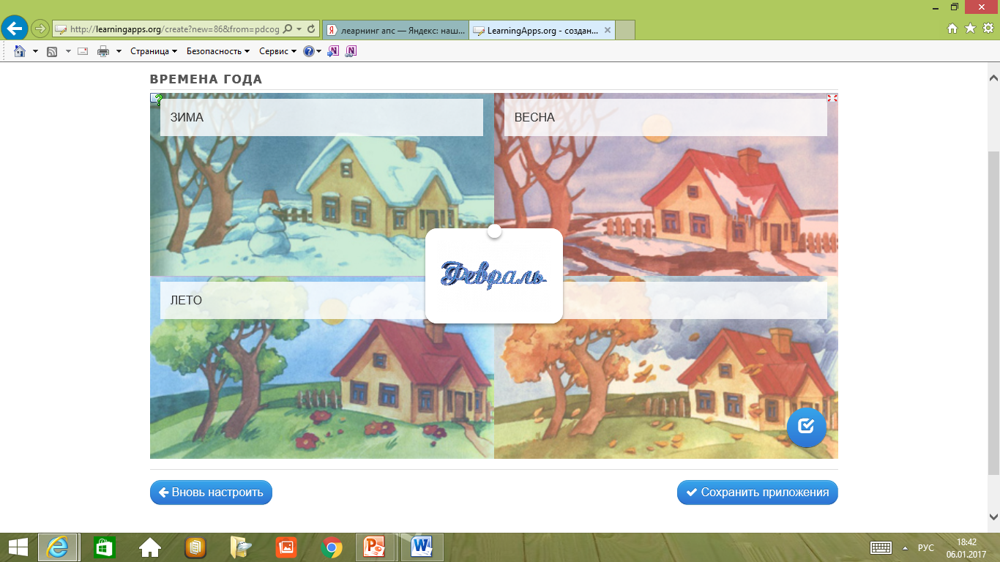 http://learningapps.org/create?new=86&from=pdcog
леарнинг апс — Яндекс: наш...
LearningApps.org - создан...
Страница
Безопасность
Сервис
ВРЕМЕНА ГОДА
ЗИМА
ВЕСНА
Февраль
ЛЕТО
Вновь настроить
Сохранить приложения
РУС
18:42
06.01.2017